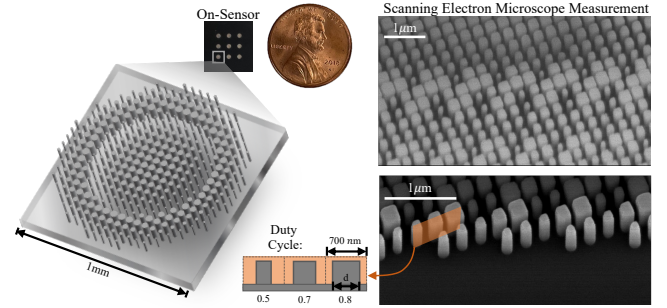 On-Sensor
Scanning Electron Microscope Measurement
1μm
LIBERTY
1μm
1mm
Duty
Cycle:
700 nm
d
0.5
0.7
0.8